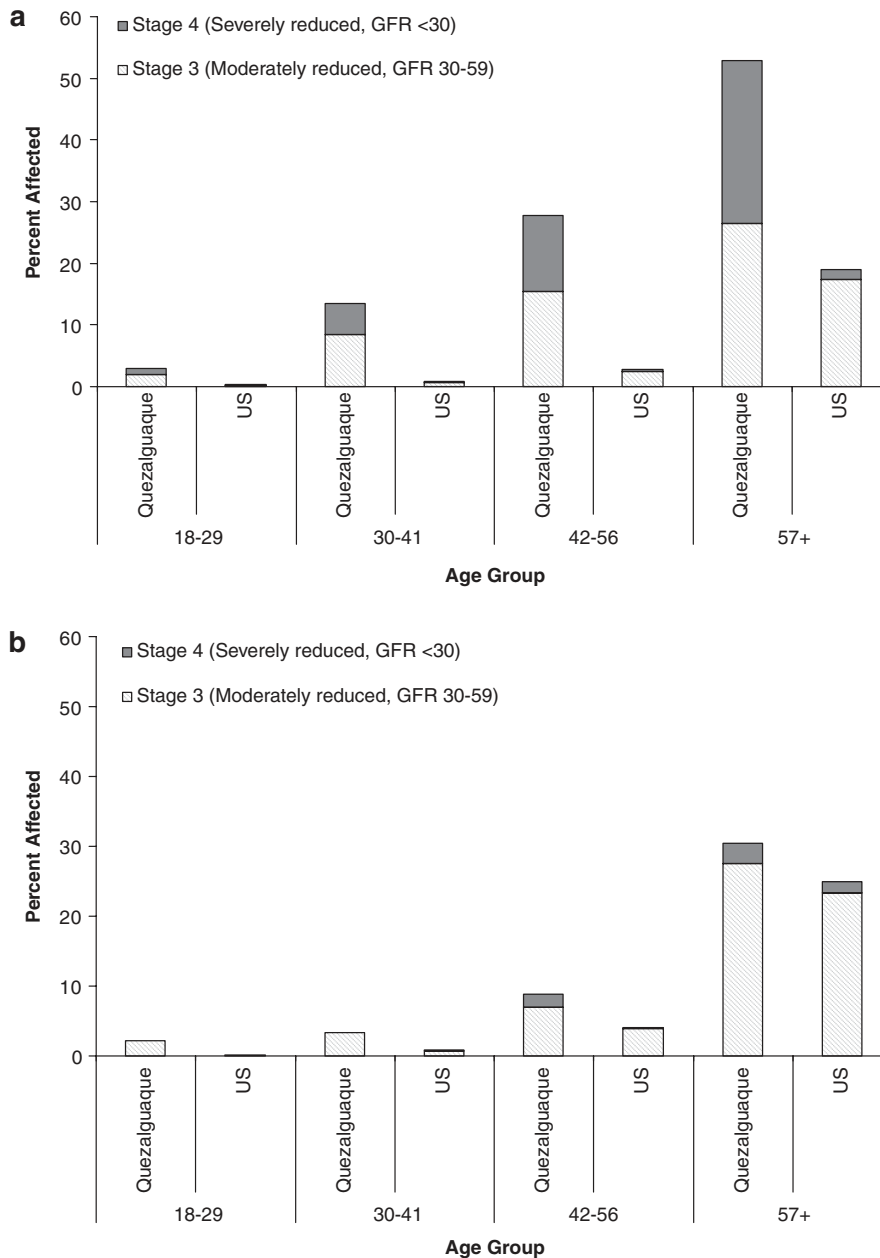 a
60
50
40
30
20
10
0
Percent Affected
Stage 4 (Severely reduced, GFR <30)
Stage 3 (Moderately reduced, GFR 30-59)
Quezalguaque
US
Quezalguaque
US
Quezalguaque
US
Quezalguaque
US
18-29
30-41
42-56
57+
Age Group
b
60
50
40
30
20
10
0
Percent Affected
Stage 4 (Severely reduced, GFR <30)
Stage 3 (Moderately reduced, GFR 30-59)
Quezalguaque
US
Quezalguaque
US
Quezalguaque
US
Quezalguaque
US
18-29
30-41
42-56
57+
Age Group